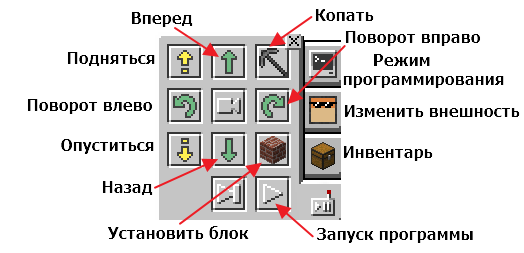 Вперед
Копать
Подняться
Поворот вправо
Режим
программирования
Поворот влево
Изменить внешность
Опуститься
Инвентарь
Назад
Установить блок
Запуск программы